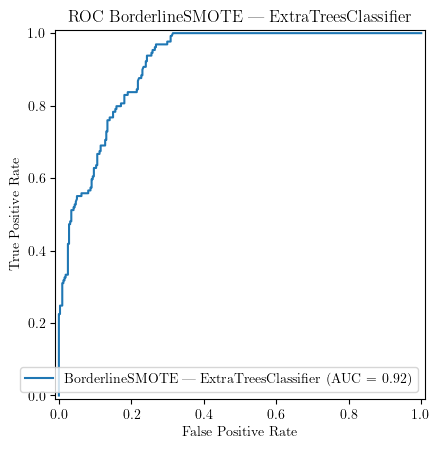 ROC BorderlineSMOTE — ExtraTreesClassifier
1.0
0.8
0.6
0.4
0.2
0.0
True Positive Rate
BorderlineSMOTE — ExtraTreesClassifier (AUC = 0.92)
0.0 0.2 0.4 0.6 0.8 1.0
False Positive Rate